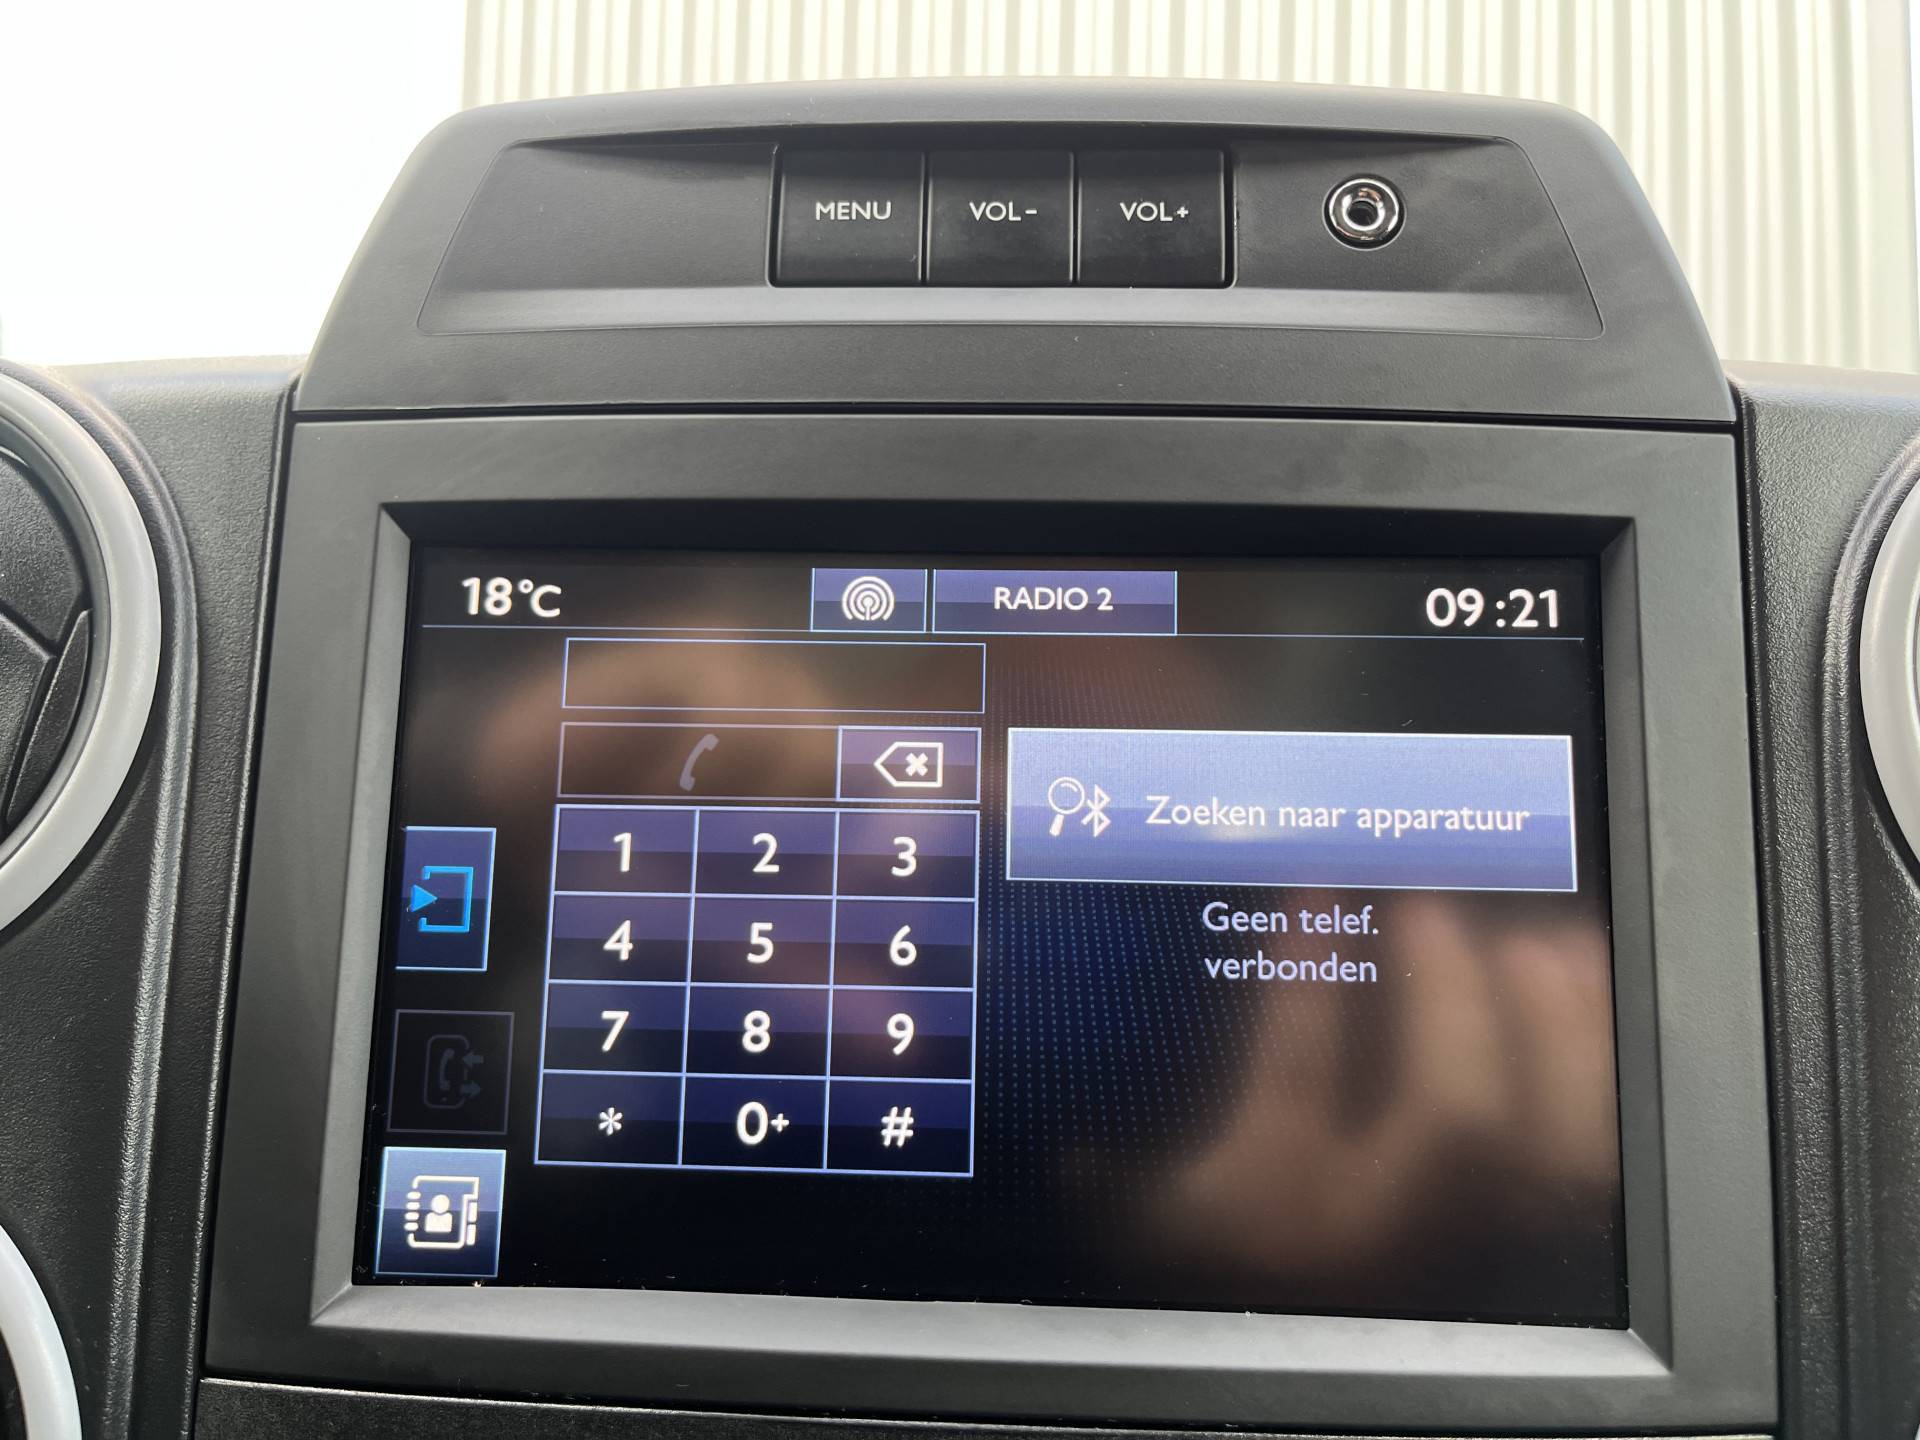 MENU VOL- VOL+
18°C RADIO 2 09:21
Zoeken naar apparatuur
Geen telef.
verbonden
1 2 3
4 5 6
7 8 9
* 0+ #